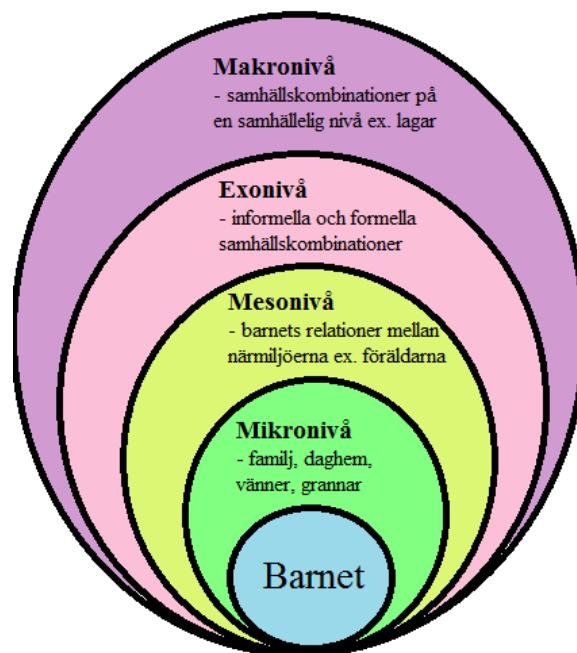 Makronivå
- samhällskombinationer på
en samhällelig nivå ex. lagar
Exonivå
- informella och formella
samhällskombinationer
Mesonivå
- barnets relationer mellan
närmiljöerna ex. föräldarna
Mikronivå
- familj, daghem,
vänner, grannar
Barnet